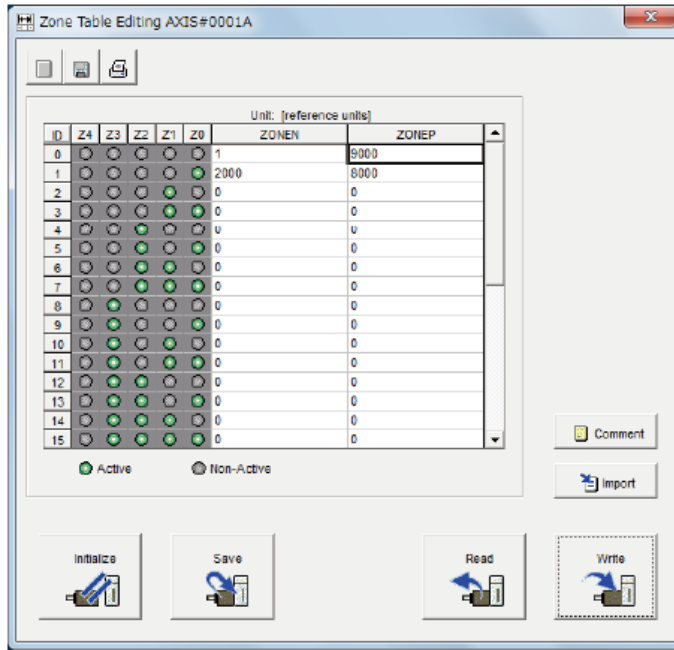 Zone Table Editing AXIS#0001A
Unit: [reference units]
ID Z4 Z3 Z2 Z1 Z0 ZONEN ZONEP
0 1 9000
1 2000 8000
2 0 0
3 0 0
4 0 0
5 0 0
6 0 0
7 0 0
8 0 0
9 0 0
10 0 0
11 0 0
12 0 0
13 0 0
14 0 0
15 0 0
Active Non-Active
Comment
Import
Initialize Save Read Write